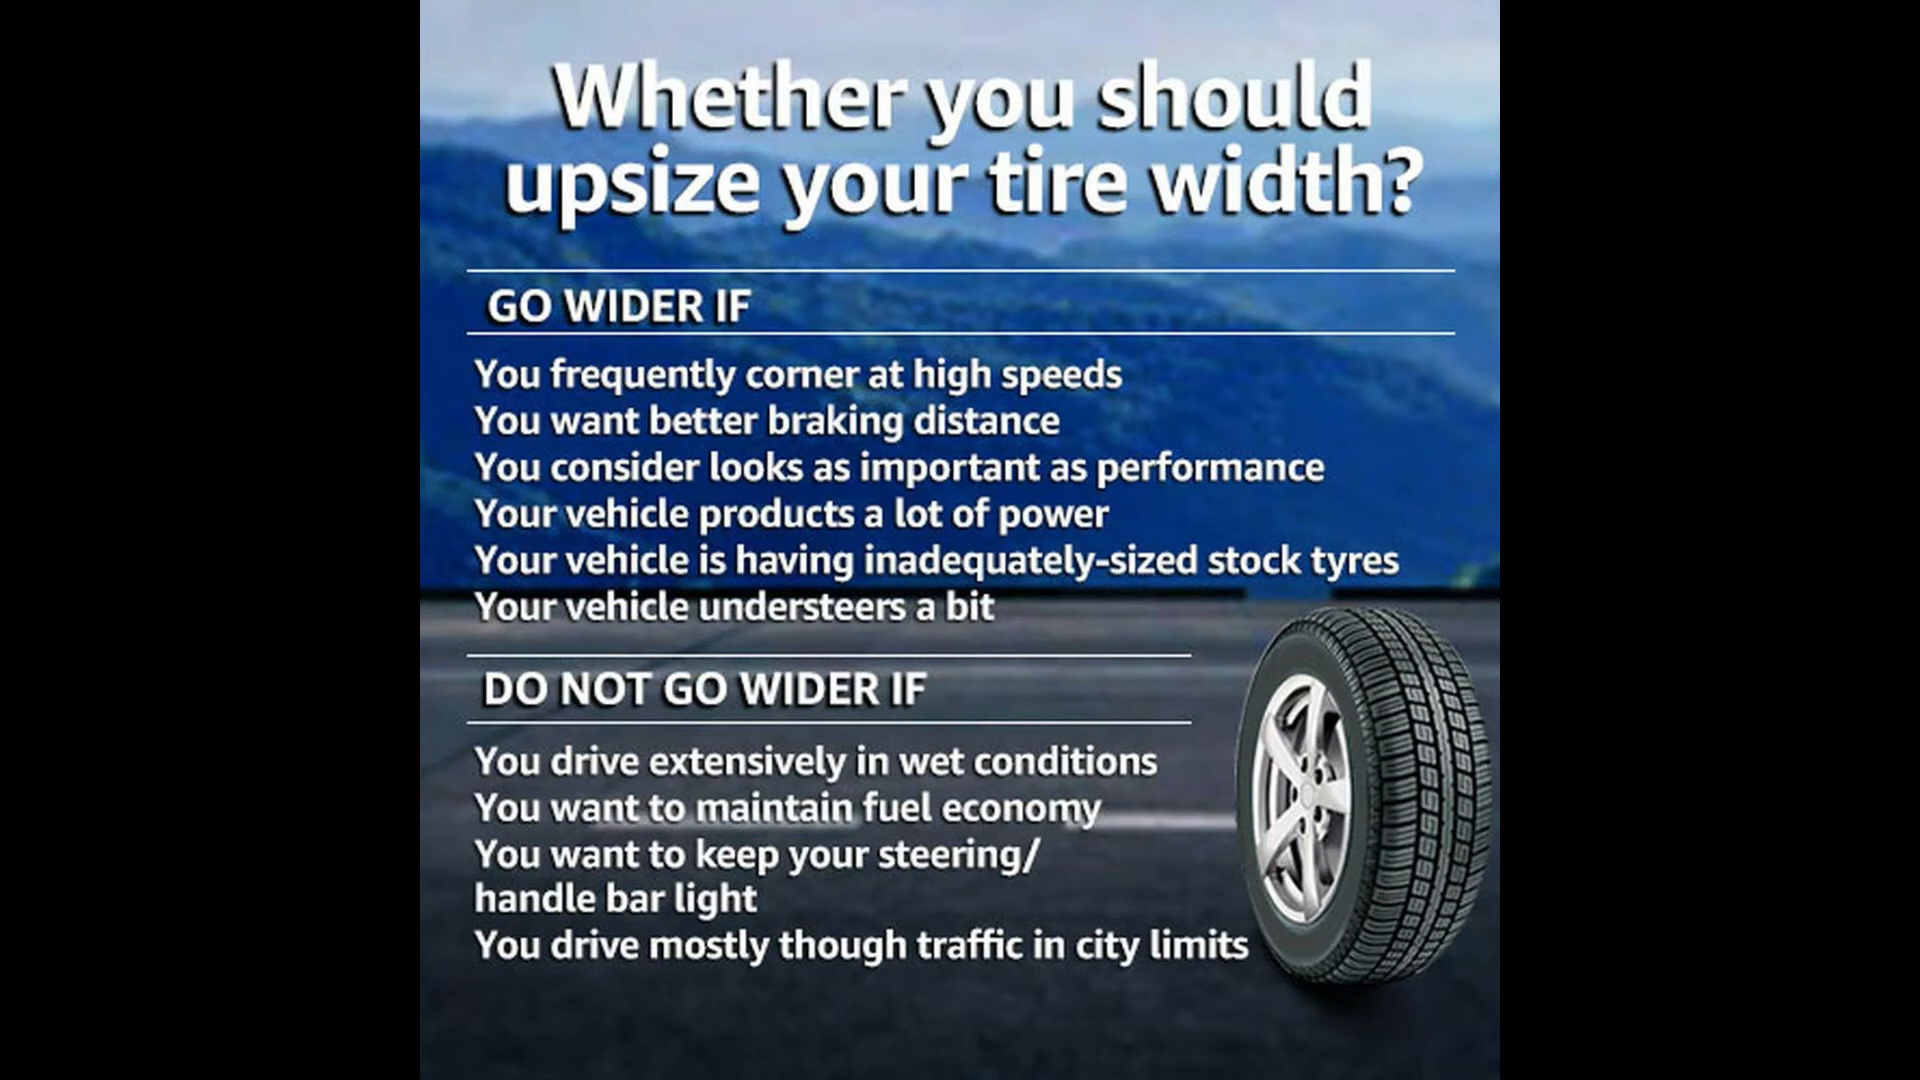 Whether you should
upsize your tire width?
GO WIDER IF
You frequently corner at high speeds
You want better braking distance
You consider looks as important as performance
Your vehicle products a lot of power
Your vehicle is having inadequately-sized stock tyres
Your vehicle understeers a bit
DO NOT GO WIDER IF
You drive extensively in wet conditions
You want to maintain fuel economy
You want to keep your steering/
handle bar light
You drive mostly though traffic in city limits